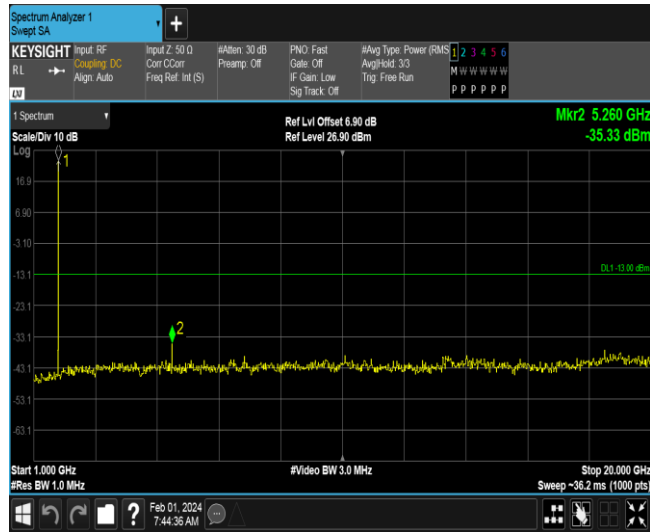 Spectrum Analyzer 1
Swept SA
+
KEYSIGHT
RL
LXI
Input: RF
Coupling: DC
Align: Auto
Input Z: 50 Ω
Corr CCorr
Freq Ref: Int (S)
#Atten: 30 dB
Preamp: Off
PNO: Fast
Gate: Off
IF Gain: Low
Sig Track: Off
#Avg Type: Power (RMS
Avg|Hold: 3/3
Trig: Free Run
1 2 3 4 5 6
M W W W W W
P P P P P P
1 Spectrum
Scale/Div 10 dB
Log
Ref Lvl Offset 6.90 dB
Ref Level 26.90 dBm
Mkr2 5.260 GHz
-35.33 dBm
1
16.9
6.90
-3.10
-13.1
DL1 -13.00 dBm
-23.1
2
-33.1
-43.1
-53.1
-63.1
Start 1.000 GHz
#Video BW 3.0 MHz
Stop 20.000 GHz
#Res BW 1.0 MHz
Sweep ~36.2 ms (1000 pts)
?
Feb 01, 2024
7:44:36 AM